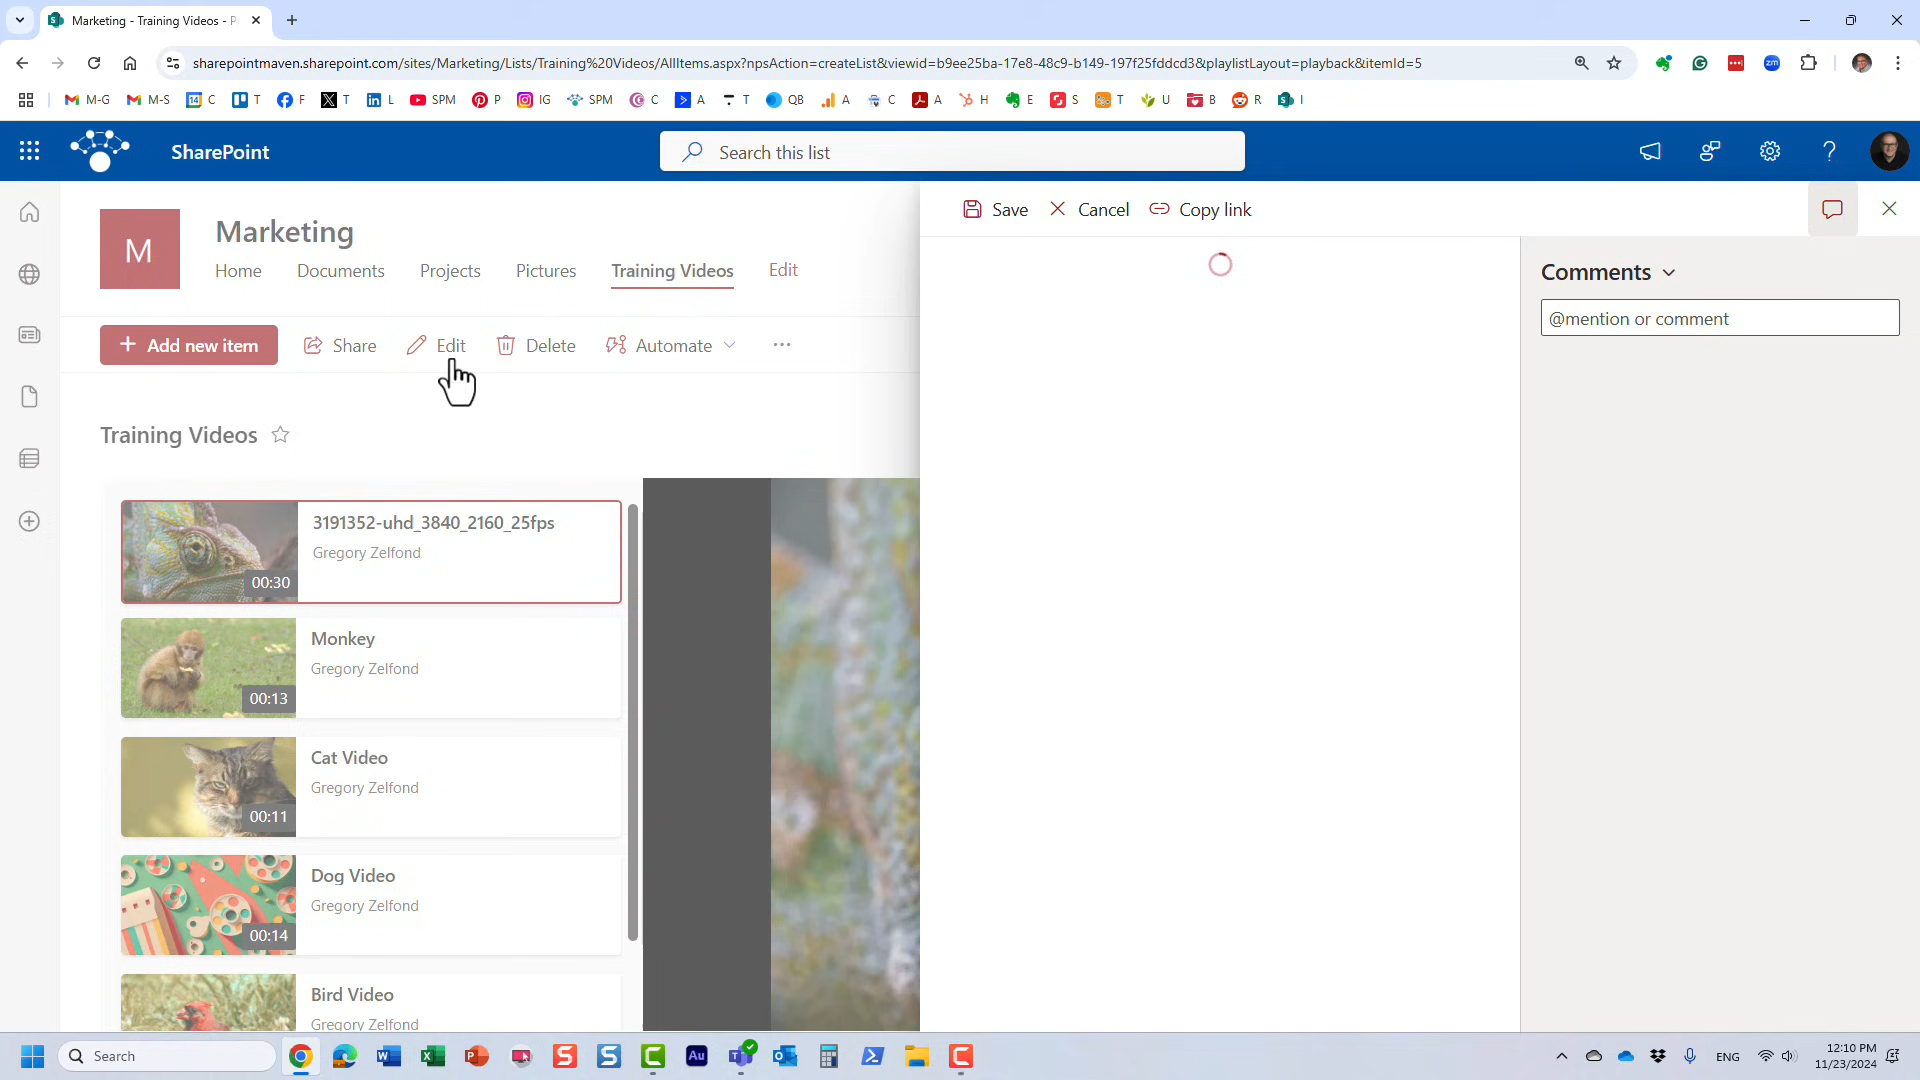 Marketing - Training Videos - P
sharepointmaven.sharepoint.com/sites/Marketing/Lists/Training%20Videos/AllItems.aspx?npsAction=createList&viewid=b9ee25ba-17e8-48c9-b149-197f25fddcd3&playlistLayout=playback&itemId=5
M-G M-S C T F T L SPM P IG SPM C A T QB A C A H E S T U B R I
SharePoint
Search this list
M
Marketing
Home Documents Projects Pictures Training Videos Edit
Add new item Share Edit Delete Automate ...
Save Cancel Copy link
Comments
@mention or comment
Training Videos
3191352-uhd_3840_2160_25fps
Gregory Zelfond
00:30
Monkey
Gregory Zelfond
00:13
Cat Video
Gregory Zelfond
00:11
Dog Video
Gregory Zelfond
00:14
Bird Video
Gregory Zelfond
Search
ENG
12:10 PM
11/23/2024